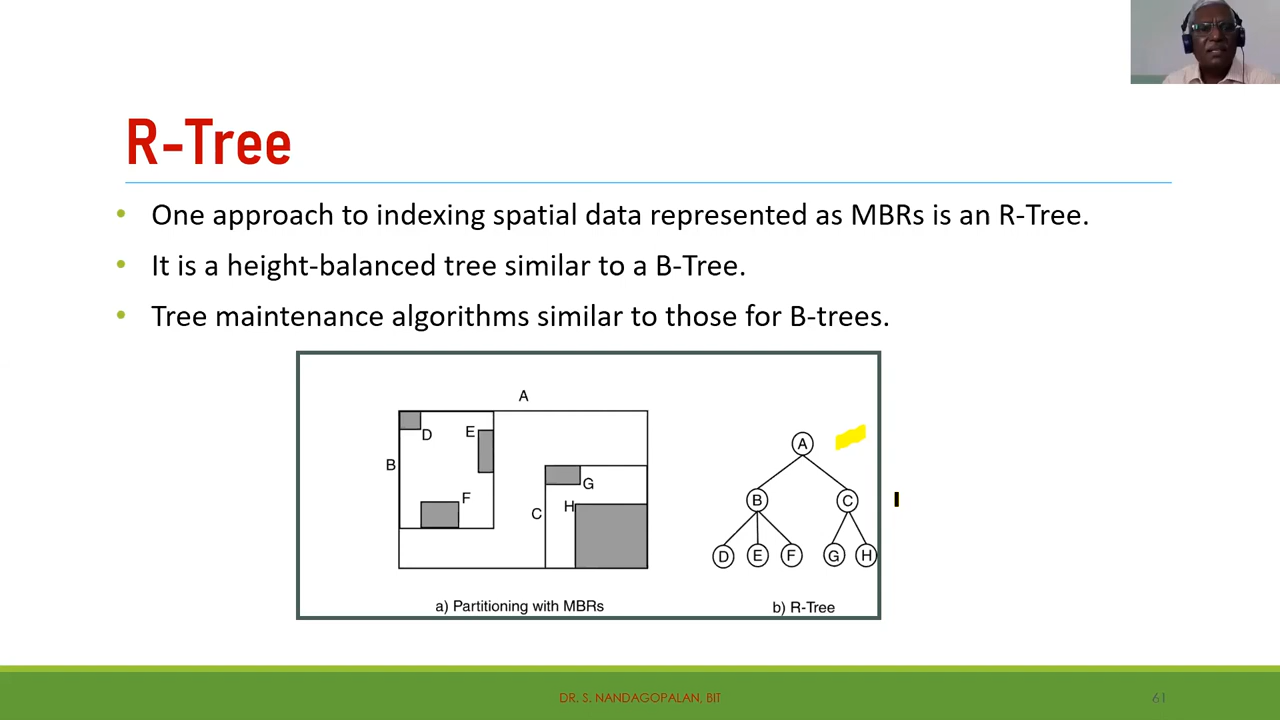 R-Tree
• One approach to indexing spatial data represented as MBRs is an R-Tree.
• It is a height-balanced tree similar to a B-Tree.
• Tree maintenance algorithms similar to those for B-trees.
A
D
E
B
F
G
C
H
a) Partitioning with MBRs
A
B C
D E F G H
b) R-Tree
DR. S. NANDAGOPALAN, BIT
61